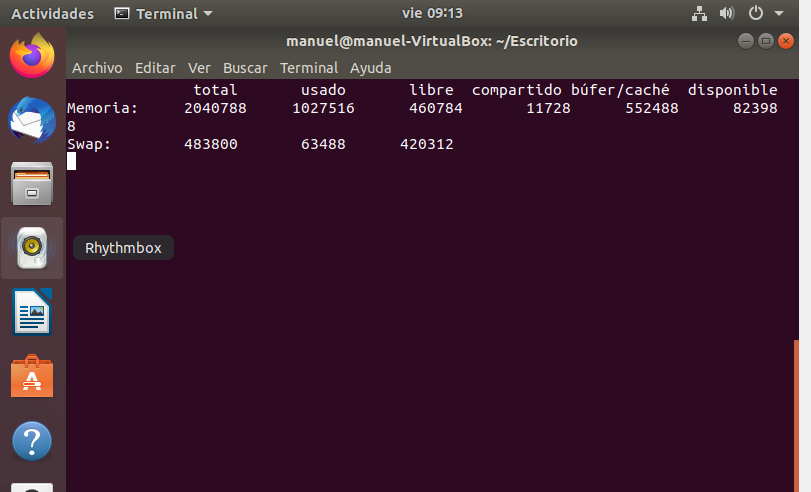 Actividades Terminal vie 09:13
manuel@manuel-VirtualBox: ~/Escritorio
Archivo Editar Ver Buscar Terminal Ayuda
total usado libre compartido búfer/caché disponible
Memoria: 2040788 1027516 460784 11728 552488 82398
8
Swap: 483800 63488 420312
Rhythmbox